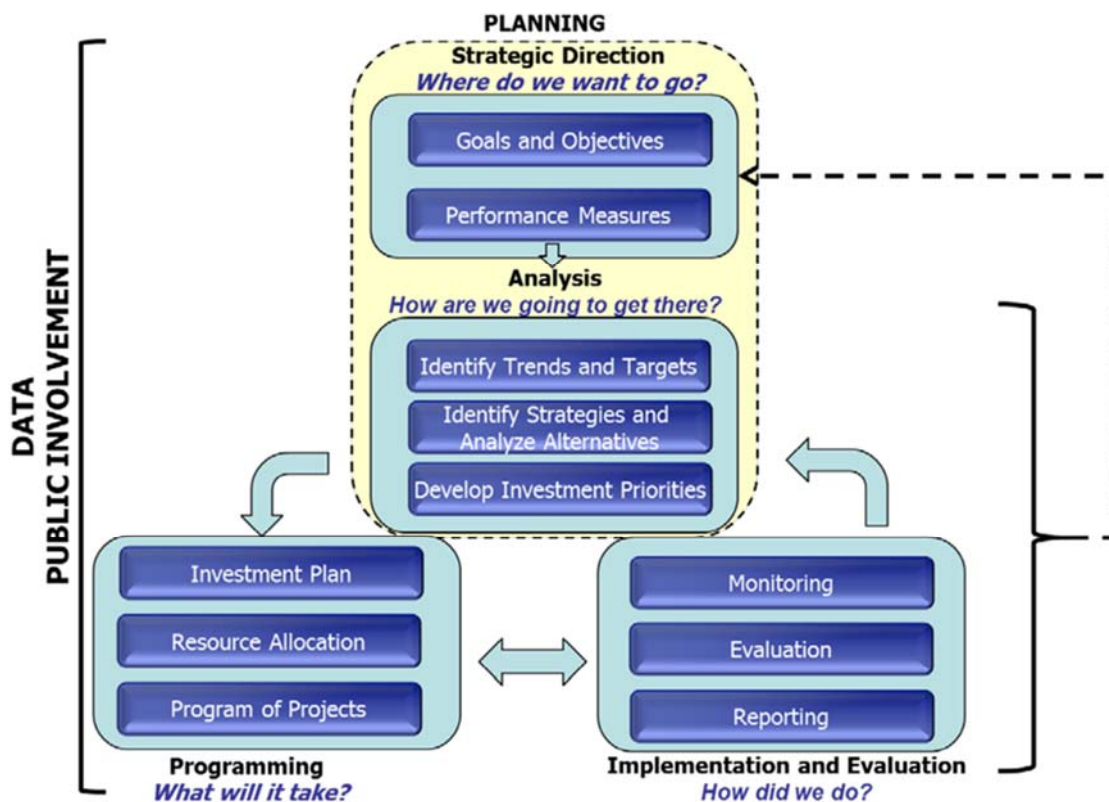 PLANNING
Strategic Direction
Where do we want to go?
Goals and Objectives
Performance Measures
Analysis
How are we going to get there?
Identify Trends and Targets
Identify Strategies and
Analyze Alternatives
Develop Investment Priorities
DATA
PUBLIC INVOLVEMENT
Investment Plan
Resource Allocation
Program of Projects
Programming
What will it take?
Monitoring
Evaluation
Reporting
Implementation and Evaluation
How did we do?